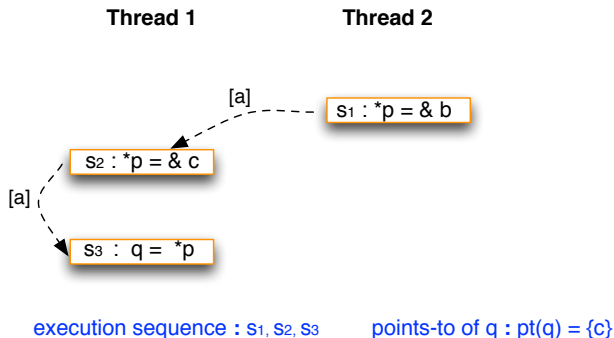 Thread 1 Thread 2
[a]
s1 : *p = & b
s2 : *p = & c
[a]
s3 : q = *p
execution sequence : s1, s2, s3 points-to of q : pt(q) = {c}